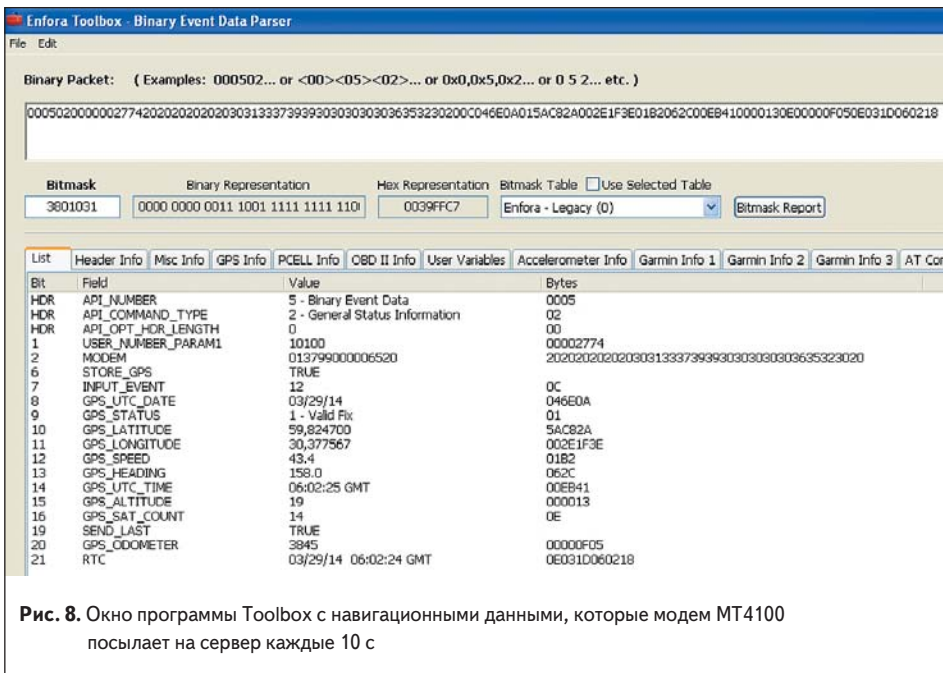 Enfora Toolbox - Binary Event Data Parser
File Edit
Binary Packet: ( Examples: 000502... or <00><05><02>... or 0x0,0x5,0x2... or 0 5 2... etc. )
Bitmask Binary Representation Hex Representation Bitmask Table Use Selected Table
3801031 0000 0000 0011 1001 1111 1111 110 0039FFC7 Enfora - Legacy (0) Bitmask Report
List Header Info Misc Info GPS Info PCELL Info OBD II Info User Variables Accelerometer Info Garmin Info 1 Garmin Info 2 Garmin Info 3 AT Cor
Bit Field Value Bytes
HDR API_NUMBER 5 - Binary Event Data 0005
HDR API_COMMAND_TYPE 2 - General Status Information 02
HDR API_OPT_HDR_LENGTH 0 00
1 USER_NUMBER_PARAM1 10100 00002774
2 MODEM 013799000006520 20202020202030313337393930303030303635323020
6 STORE_GPS TRUE
7 INPUT_EVENT 12 0C
8 GPS_UTC_DATE 03/29/14 046E0A
9 GPS_STATUS 1 - Valid Fix 01
10 GPS_LATITUDE 59,824700 5AC82A
11 GPS_LONGITUDE 30,377567 002E1F3E
12 GPS_SPEED 43.4 01B2
13 GPS_HEADING 158.0 062C
14 GPS_UTC_TIME 06:02:25 GMT 00EB41
15 GPS_ALTITUDE 19 000013
16 GPS_SAT_COUNT 14 0E
19 SEND_LAST TRUE
20 GPS_ODOMETER 3845 00000F05
21 RTC 03/29/14 06:02:24 GMT 0E031D060218
Рис. 8. Окно программы Toolbox с навигационными данными, которые модем MT4100
посылает на сервер каждые 10 с